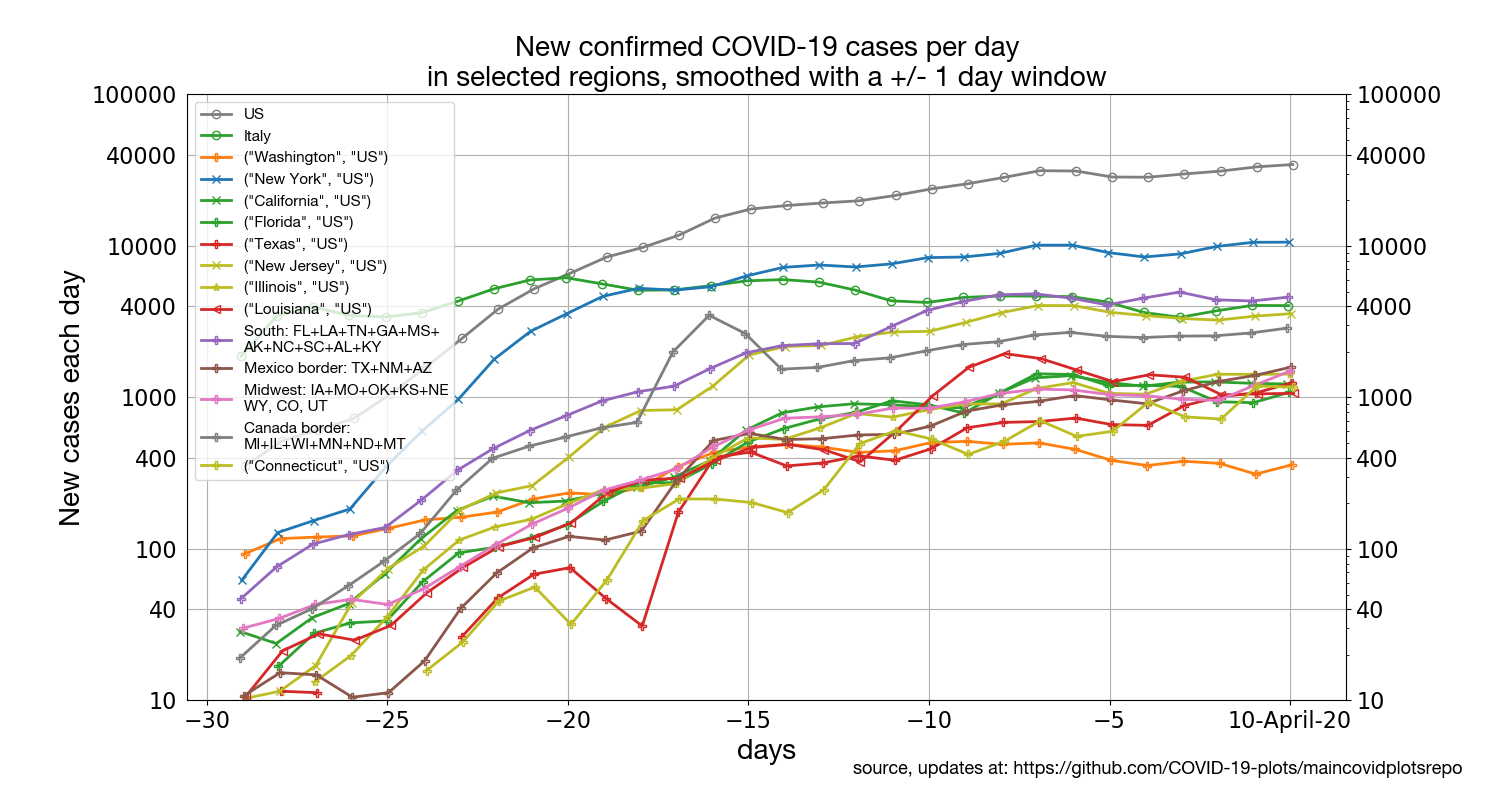 New confirmed COVID-19 cases per day
in selected regions, smoothed with a +/- 1 day window
100000
40000
10000
4000
1000
400
100
40
10
New cases each day
US
Italy
("Washington", "US")
("New York", "US")
("California", "US")
("Florida", "US")
("Texas", "US")
("New Jersey", "US")
("Illinois", "US")
("Louisiana", "US")
South: FL+LA+TN+GA+MS+
AK+NC+SC+AL+KY
Mexico border: TX+NM+AZ
Midwest: IA+MO+OK+KS+NE
WY, CO, UT
Canada border:
MI+IL+WI+MN+ND+MT
("Connecticut", "US")
100000
40000
10000
4000
1000
400
100
40
10
−30 −25 −20 −15 −10 −5 10-April-20
days
source, updates at: https://github.com/COVID-19-plots/maincovidplotsrepo